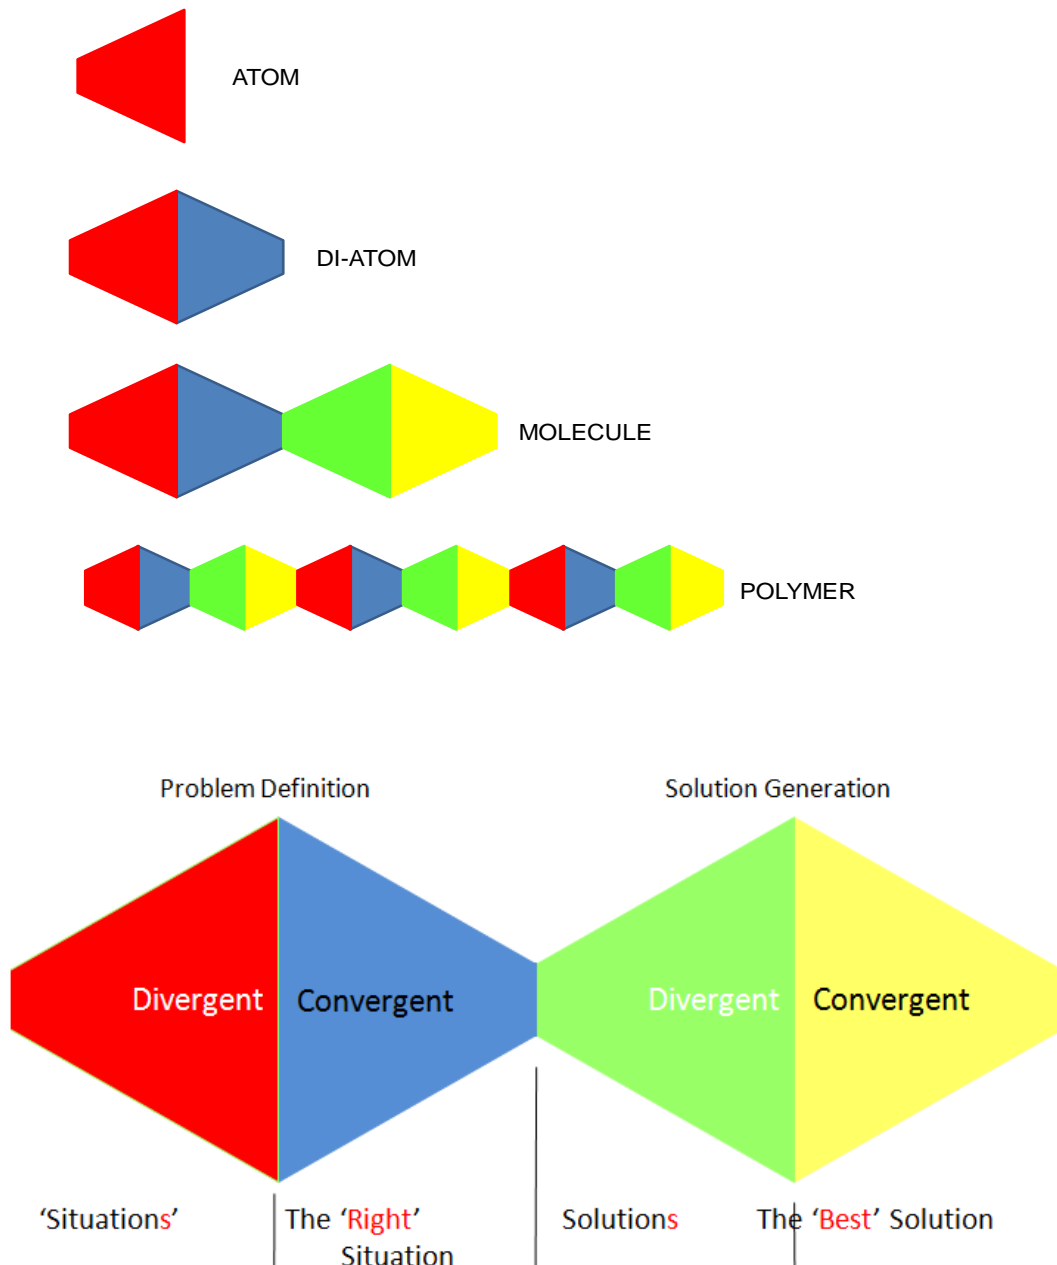 ATOM
DI-ATOM
MOLECULE
POLYMER
Problem Definition
Solution Generation
Divergent
Convergent
Divergent
Convergent
‘Situations’
The ‘Right’
Situation
Solutions
The ‘Best’ Solution